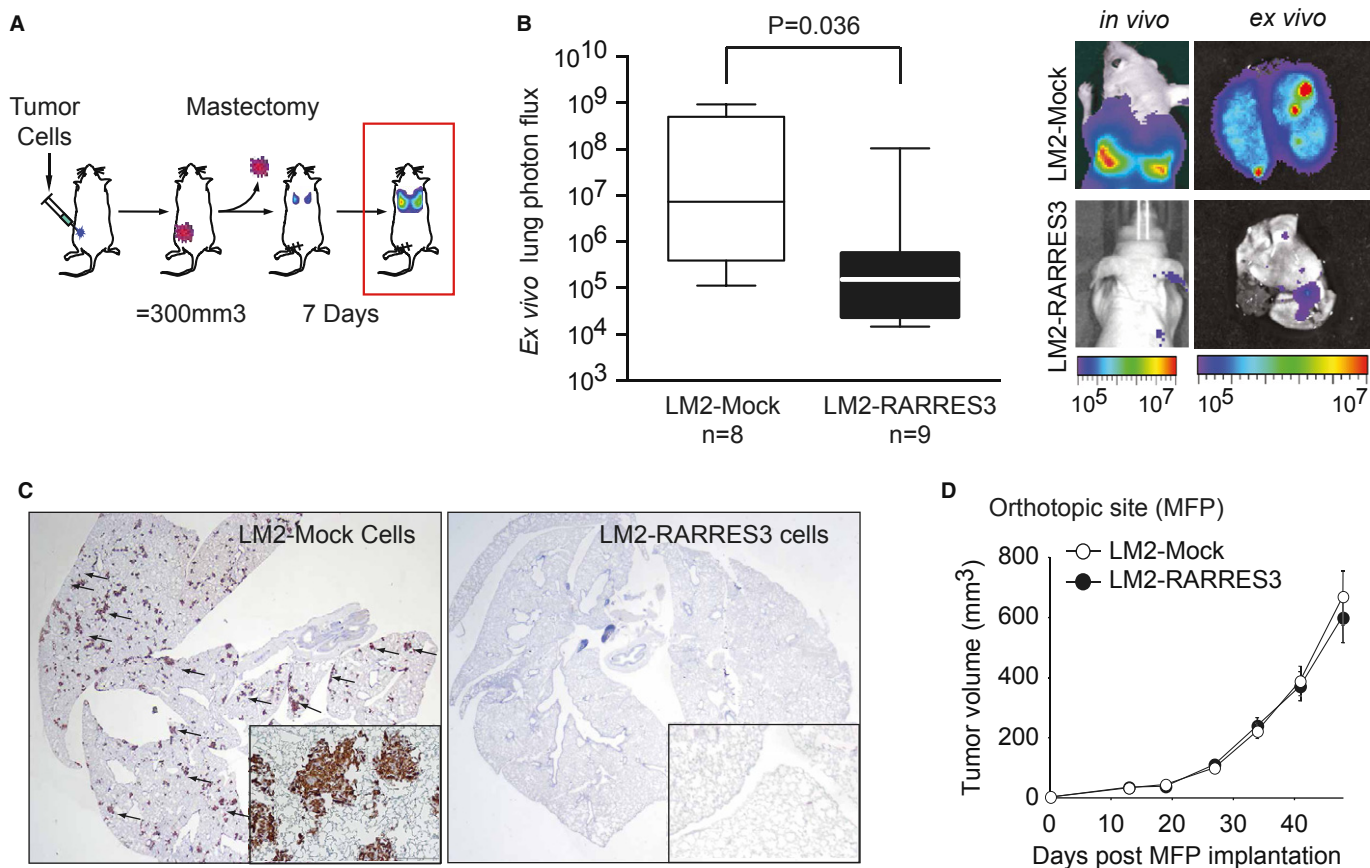 A
Tumor
Cells
Mastectomy
=300mm3
7 Days
B
P=0.036
Ex vivo lung photon flux
10^10
10^9
10^8
10^7
10^6
10^5
10^4
10^3
LM2-Mock
n=8
LM2-RARRES3
n=9
in vivo
ex vivo
LM2-Mock
LM2-RARRES3
10^5 10^7
10^5 10^7
C
LM2-Mock Cells
LM2-RARRES3 cells
D
Orthotopic site (MFP)
LM2-Mock
LM2-RARRES3
Tumor volume (mm³)
800
600
400
200
0
0 10 20 30 40
Days post MFP implantation